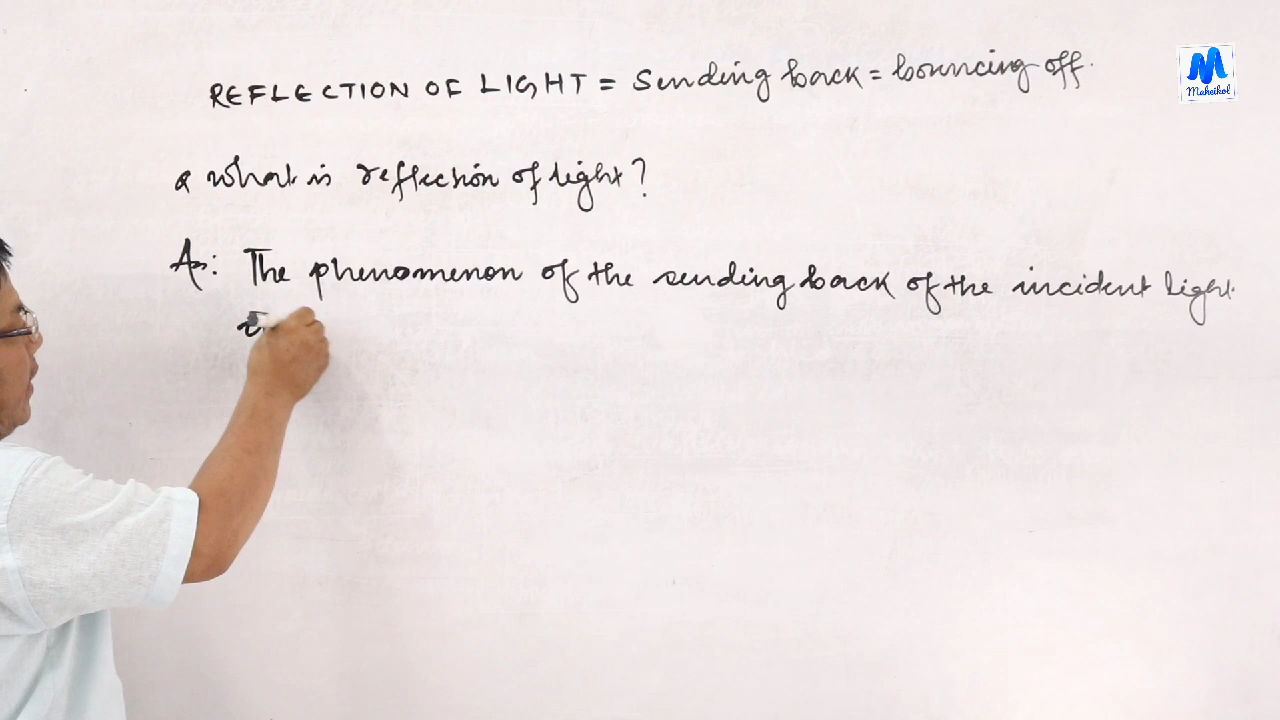 REFLECTION OF LIGHT = Sending back = bouncing off.
M
Maheikol
Q What is reflection of light?
Ans: The phenomenon of the sending back of the incident light